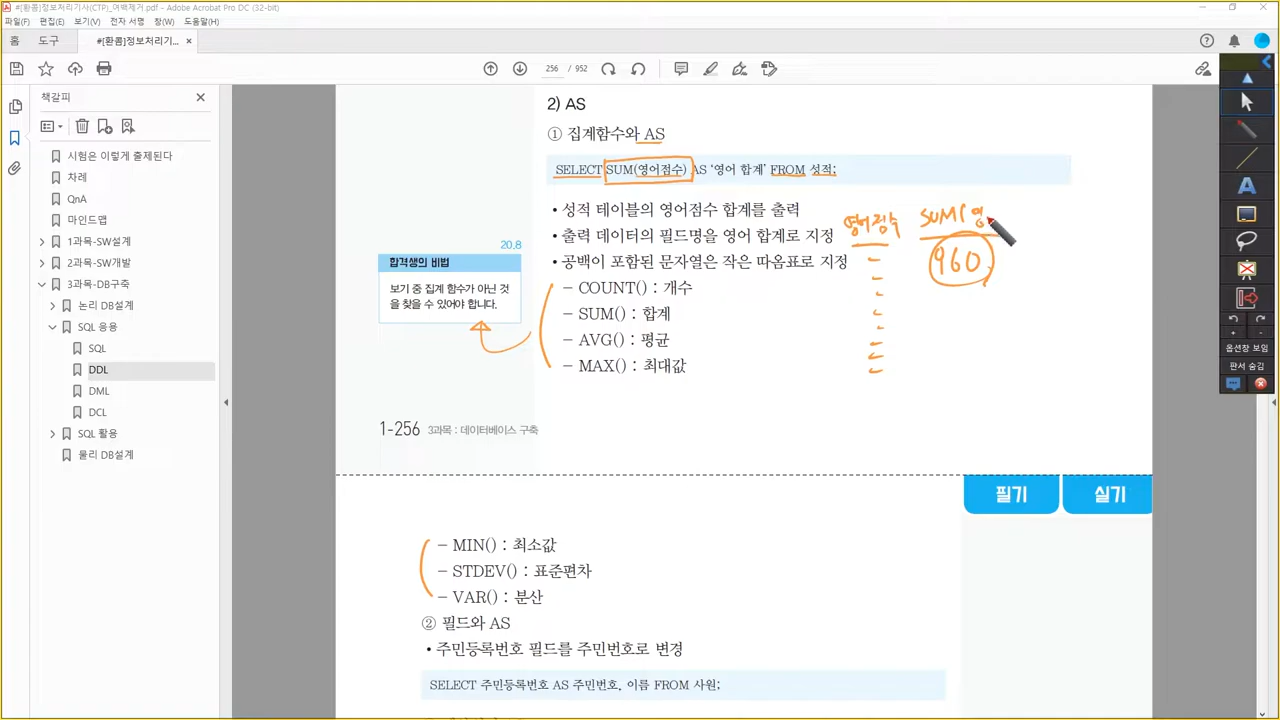 #[환콤]정보처리기사(CTP)_여백제거.pdf - Adobe Acrobat Pro DC (32-bit)
파일(F) 편집(E) 보기(V) 전자 서명 창(W) 도움말(H)
홈 도구 #[환콤]정보처리기... ×
256 / 952
책갈피
시험은 이렇게 출제된다
차례
QnA
마인드맵
1과목-SW설계
2과목-SW개발
3과목-DB구축
논리 DB설계
SQL 응용
SQL
DDL
DML
DCL
SQL 활용
물리 DB설계
2) AS
① 집계함수와 AS
SELECT SUM(영어점수) AS ‘영어 합계’ FROM 성적;
• 성적 테이블의 영어점수 합계를 출력
• 출력 데이터의 필드명을 영어 합계로 지정
• 공백이 포함된 문자열은 작은 따옴표로 지정
– COUNT() : 개수
– SUM() : 합계
– AVG() : 평균
– MAX() : 최대값
영어점수 SUM(영
960
20.8
합격생의 비법
보기 중 집계 함수가 아닌 것
을 찾을 수 있어야 합니다.
1-256 3과목 : 데이터베이스 구축
필기 실기
– MIN() : 최소값
– STDEV() : 표준편차
– VAR() : 분산
② 필드와 AS
• 주민등록번호 필드를 주민번호로 변경
SELECT 주민등록번호 AS 주민번호, 이름 FROM 사원;
옵션창 보임
판서 숨김